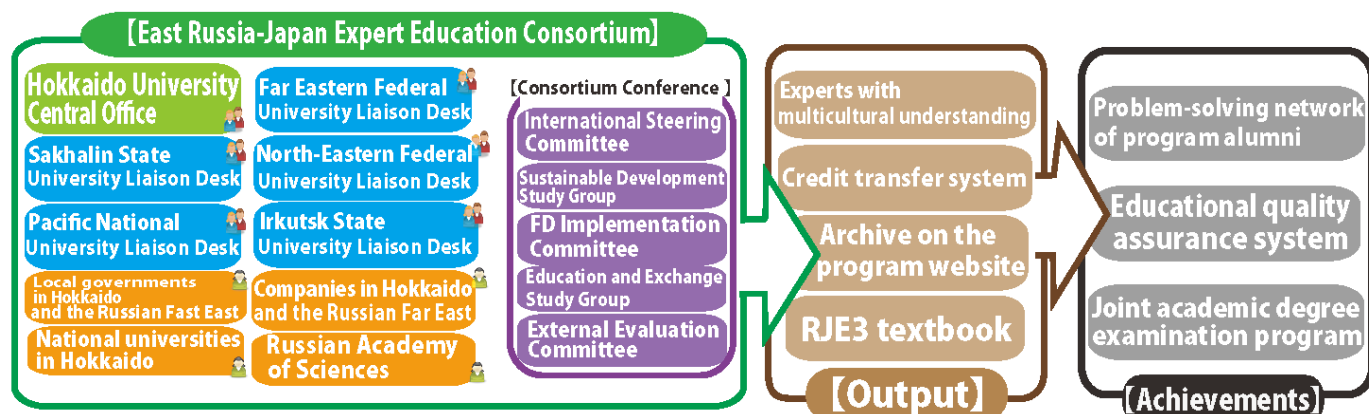 【East Russia-Japan Expert Education Consortium】
Hokkaido University
Central Office
Far Eastern Federal
University Liaison Desk
Sakhalin State
University Liaison Desk
North-Eastern Federal
University Liaison Desk
Pacific National
University Liaison Desk
Irkutsk State
University Liaison Desk
Local governments
in Hokkaido
and the Russian Fast East
Companies in Hokkaido
and the Russian Far East
National universities
in Hokkaido
Russian Academy
of Sciences
【Consortium Conference】
International Steering
Committee
Sustainable Development
Study Group
FD Implementation
Committee
Education and Exchange
Study Group
External Evaluation
Committee
Experts with
multicultural understanding
Credit transfer system
Archive on the
program website
RJE3 textbook
【Output】
Problem-solving network
of program alumni
Educational quality
assurance system
Joint academic degree
examination program
【Achievements】